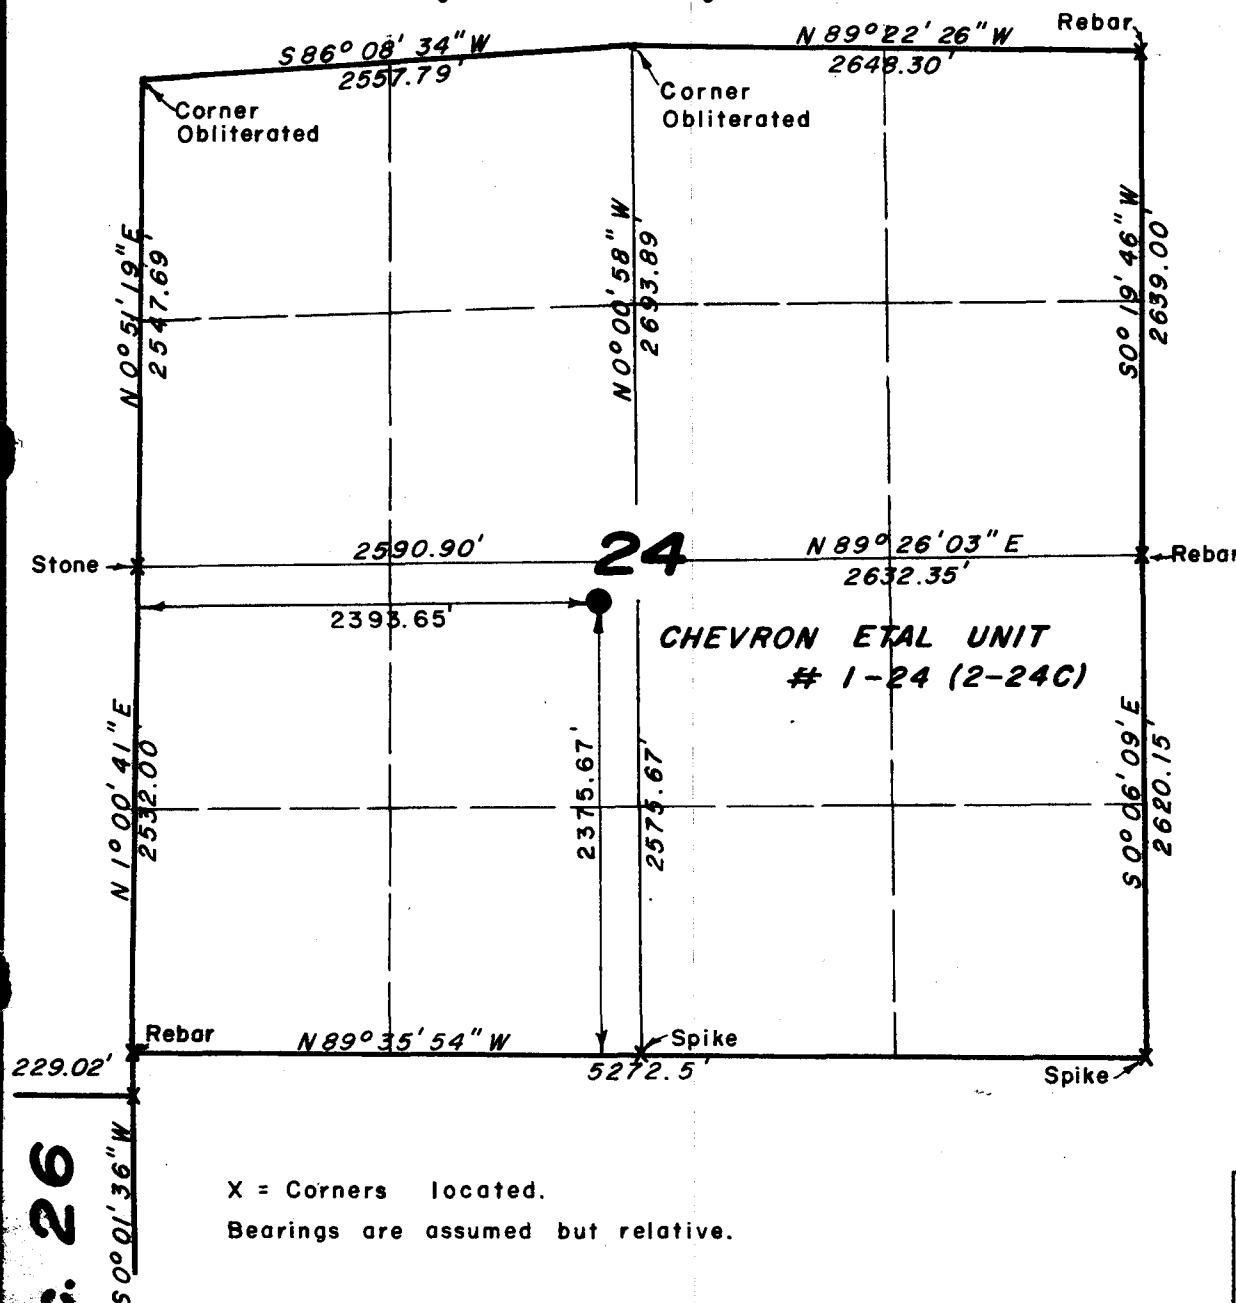 Rebar
S86° 08' 34" W
2557.79'
N 89°22' 26" W
2648.30'
Corner
Obliterated
Corner
Obliterated
N 0° 51' 19" E
2547.69'
N0° 00' 58" W
2693.89'
S0° 19' 46" W
2639.00'
Stone
2590.90'
24
N 89° 26'03" E
2632.35'
Rebar
2393.65'
CHEVRON ETAL UNIT
# 1-24 (2-24C)
N 1° 00' 41" E
2532.00'
2375.67'
2575.67'
S 0° 06' 09' E
2620.15'
Rebar
N89° 35' 54" W
Spike
229.02'
5272.5'
Spike
26
S0° 01' 36" W
X = Corners located.
Bearings are assumed but relative.